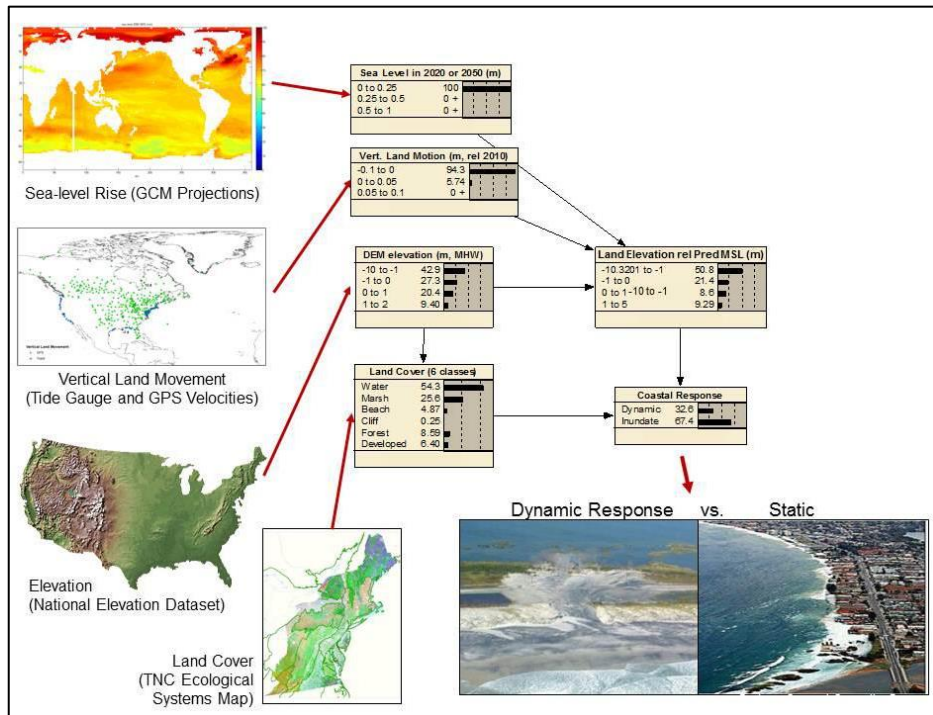 Sea-level Rise (GCM Projections)
Vertical Land Movement
Vertical Land Movement
(Tide Gauge and GPS Velocities)
Elevation
(National Elevation Dataset)
Land Cover
(TNC Ecological
Systems Map)
Sea Level in 2020 or 2050 (m)
0 to 0.25 100
0.25 to 0.5 0 +
0.5 to 1 0 +
Vert. Land Motion (m, rel 2010)
-0.1 to 0 94.3
0 to 0.05 5.74
0.05 to 0.1 0 +
DEM elevation (m, MHW)
-10 to -1 42.9
-1 to 0 27.3
0 to 1 20.4
1 to 2 9.40
Land Elevation rel Pred MSL (m)
-10.3201 to -1 50.8
-1 to 0 21.4
0 to 1 -10 to -1 8.6
1 to 5 9.29
Land Cover (6 classes)
Water 54.3
Marsh 25.6
Beach 4.87
Cliff 0.25
Forest 8.59
Developed 6.40
Coastal Response
Dynamic 32.6
Inundate 67.4
Dynamic Response vs. Static